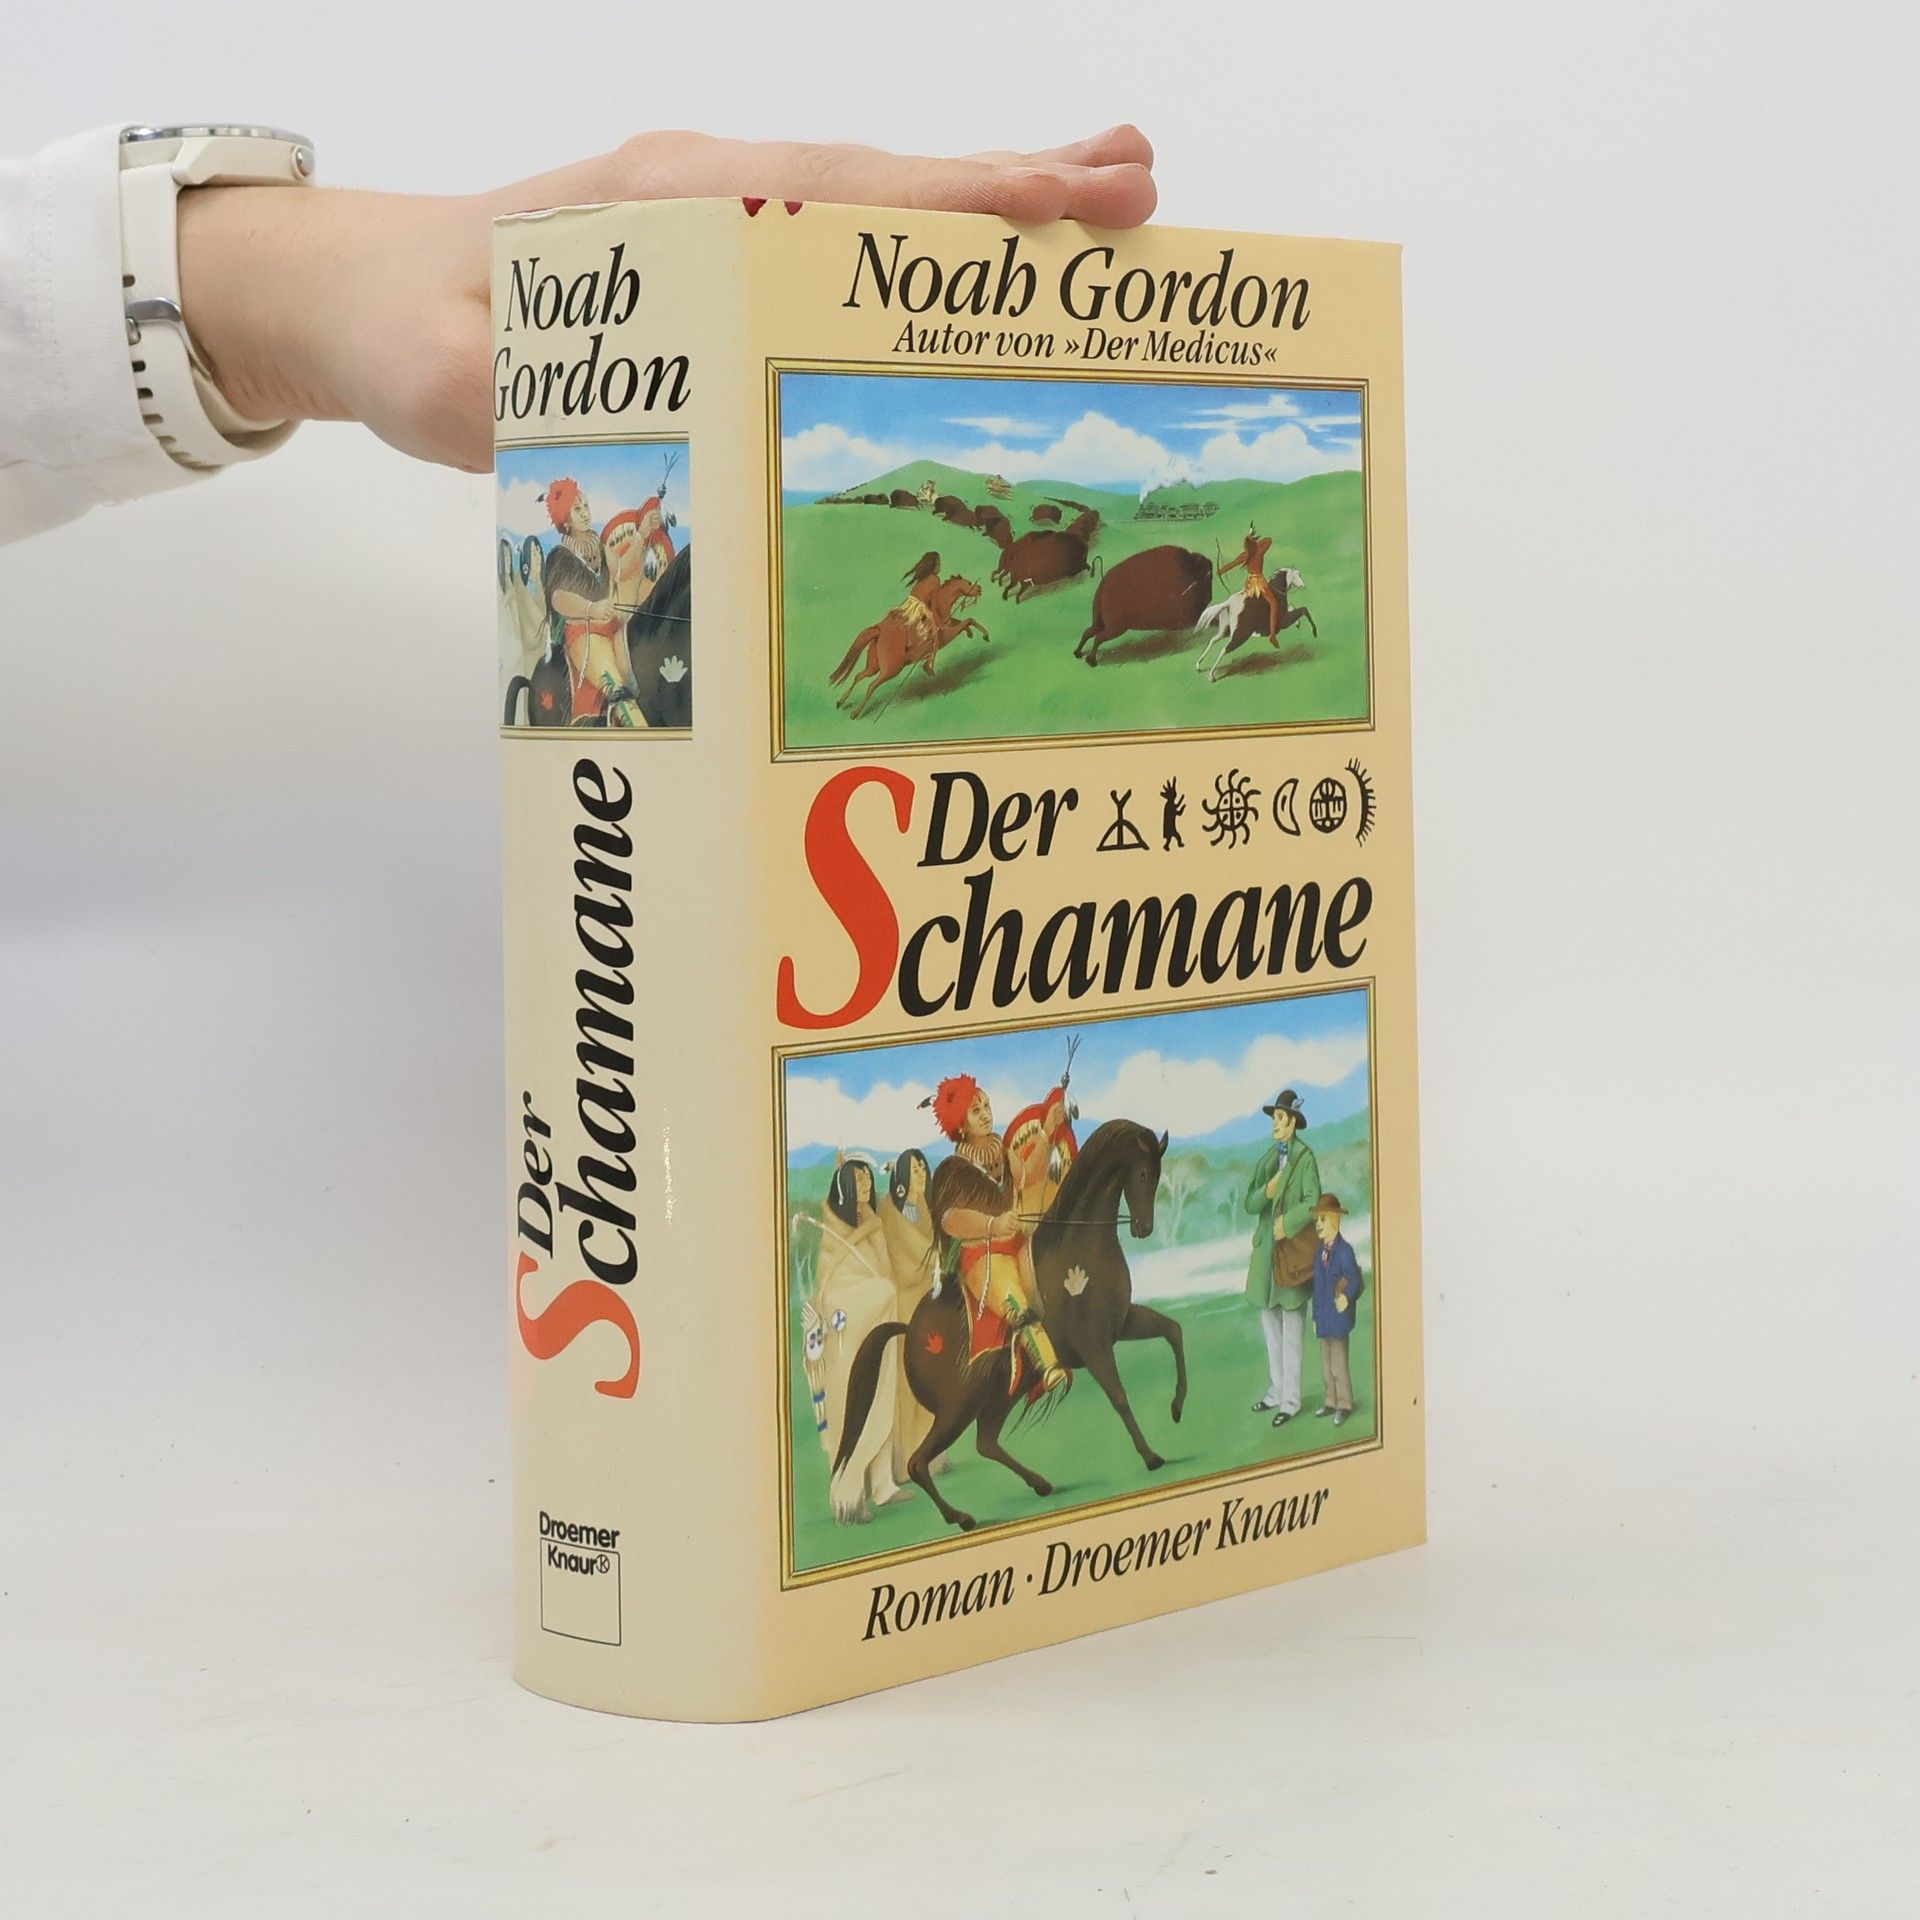 Noah
Gordon
Der
Schamane
Droemer
Knaur®
Noah Gordon
Autor von »Der Medicus«
Der
Schamane
Roman · Droemer Knaur